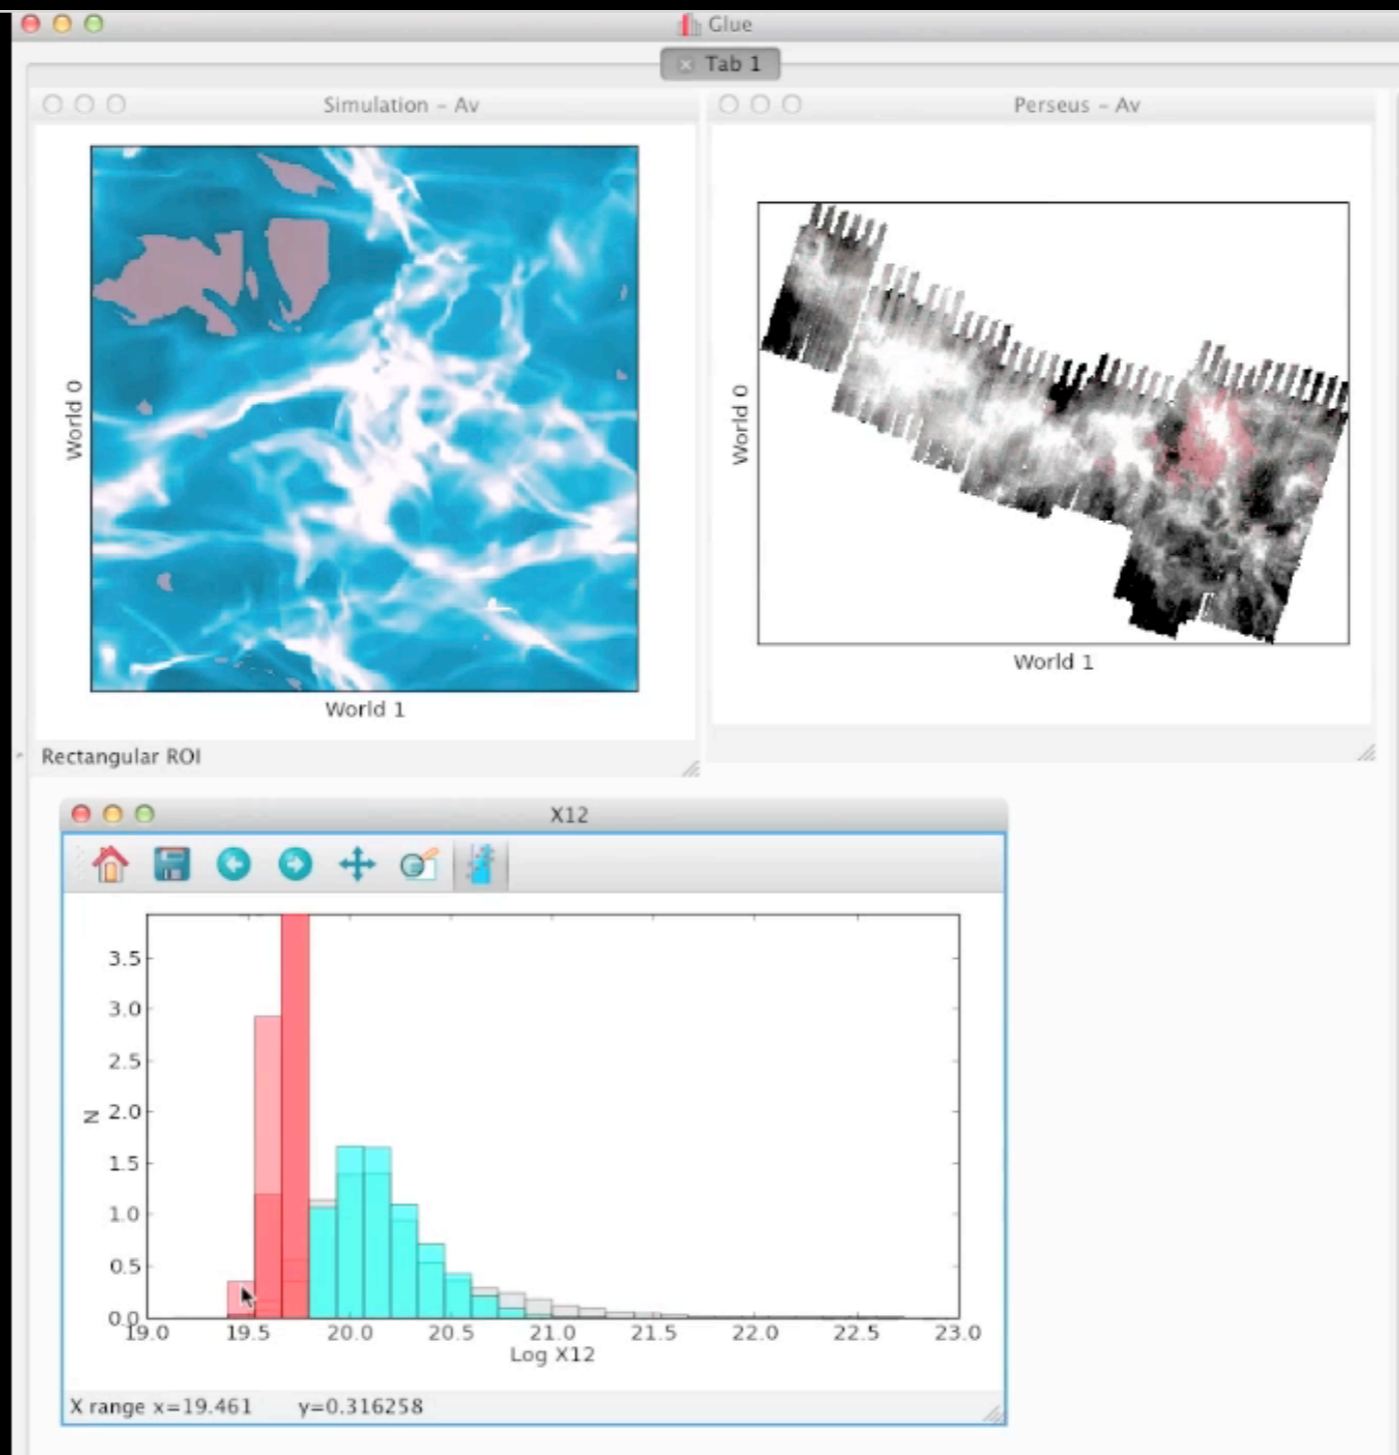 Glue
Tab 1
Simulation - Av
World 0
World 1
Rectangular ROI
Perseus - Av
World 0
World 1
X12
N
3.5
3.0
2.5
2.0
1.5
1.0
0.5
0.0
19.0 19.5 20.0 20.5 21.0 21.5 22.0 22.5 23.0
Log X12
X range x=19.461 y=0.316258